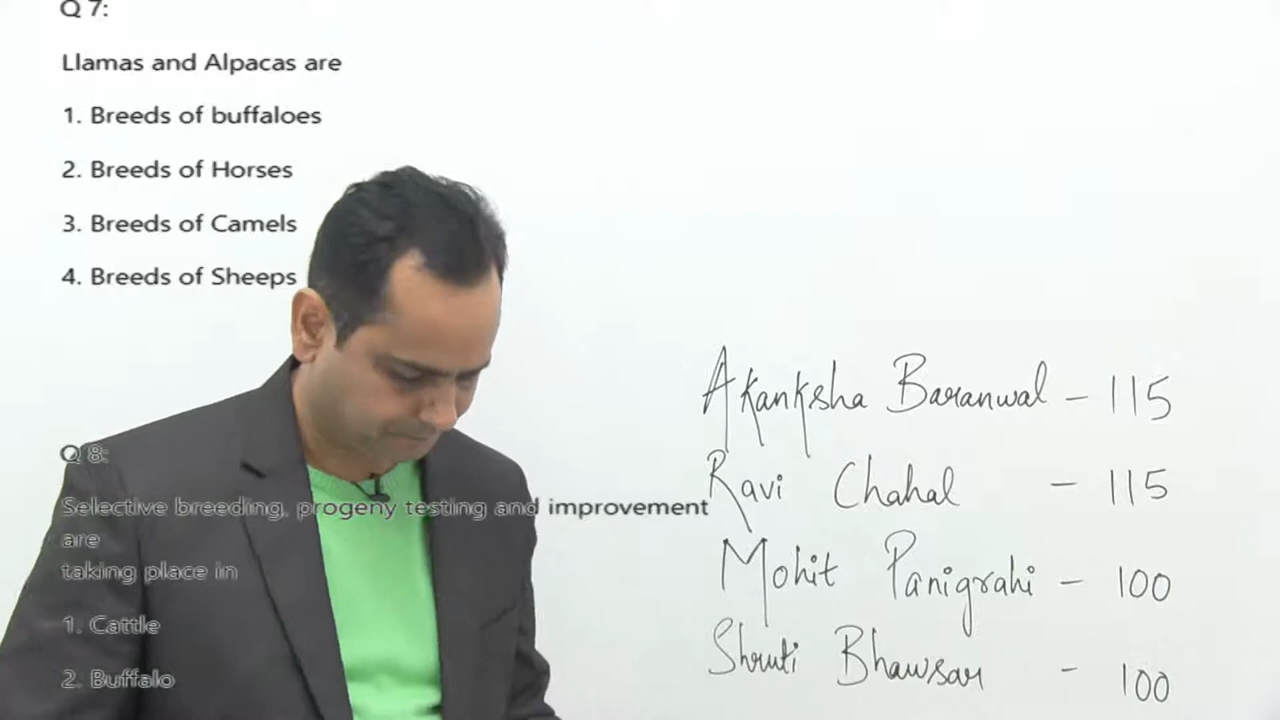 Q 7:
Llamas and Alpacas are
1. Breeds of buffaloes
2. Breeds of Horses
3. Breeds of Camels
4. Breeds of Sheeps
Q 8:
Selective breeding, progeny testing and improvement
are
taking place in
1. Cattle
2. Buffalo
Akanksha Baranwal - 115
Ravi Chahal - 115
Mohit Panigrahi - 100
Shruti Bhawsar - 100